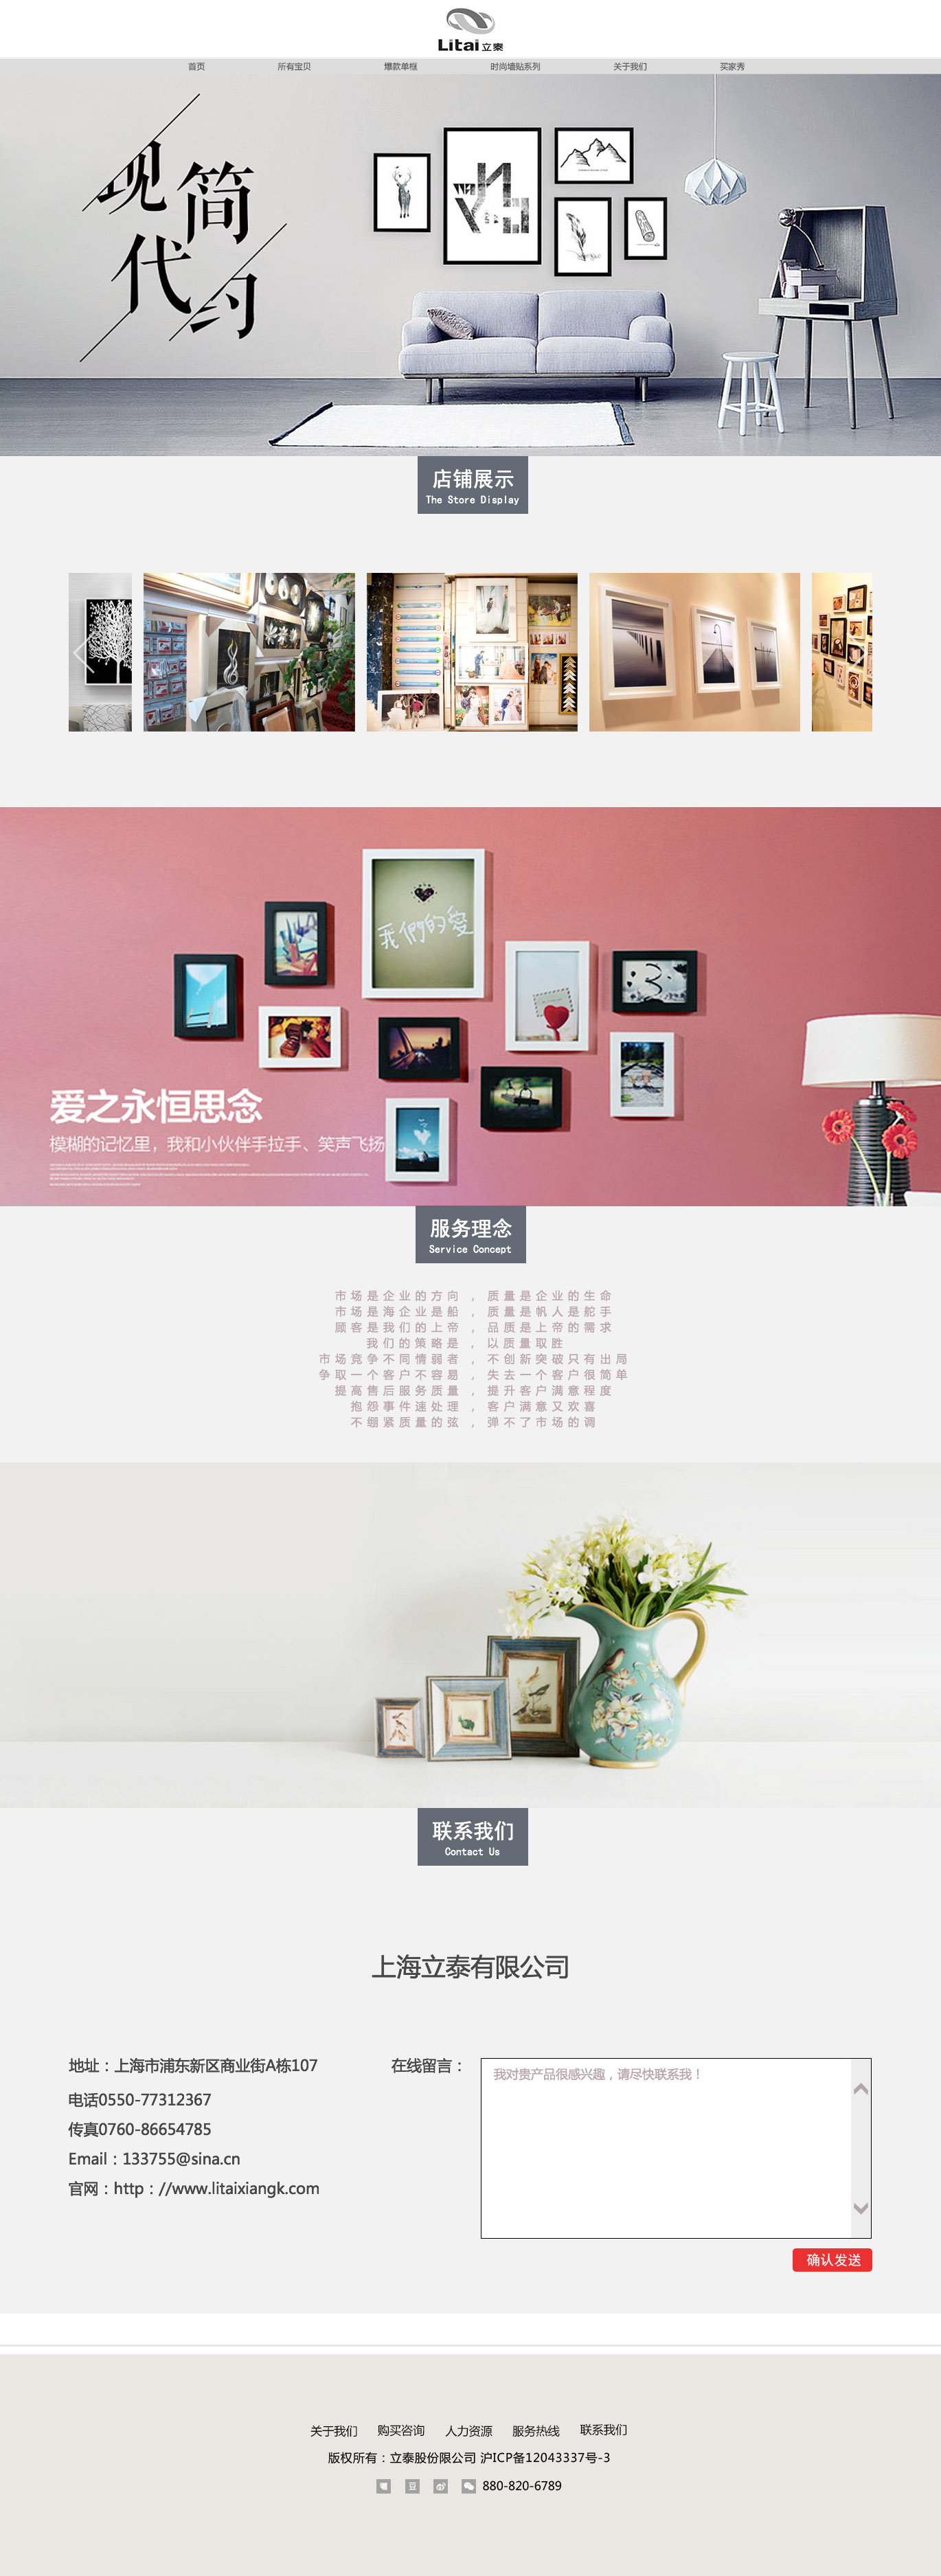 Litai立泰
首页 所有宝贝 爆款单框 时尚墙贴系列 关于我们 买家秀
现代
简约
店铺展示
The Store Display
我們的爱
爱之永恒思念
模糊的记忆里，我和小伙伴手拉手、笑声飞扬
服务理念
Service Concept
市场是企业的方向，质量是企业的生命
市场是海企业是船，质量是帆人是舵手
顾客是我们的上帝，品质是上帝的需求
我们的策略是，以质量取胜
市场竞争不同情弱者，不创新突破只有出局
争取一个客户不容易，失去一个客户很简单
提高售后服务质量，提升客户满意程度
抱怨事件速处理，客户满意又欢喜
不绷紧质量的弦，弹不了市场的调
联系我们
Contact Us
上海立泰有限公司
地址：上海市浦东新区商业街A栋107
电话0550-77312367
传真0760-86654785
Email：133755@sina.cn
官网：http：//www.litaixiangk.com
在线留言：
我对贵产品很感兴趣，请尽快联系我！
确认发送
关于我们 购买咨询 人力资源 服务热线 联系我们
版权所有：立泰股份限公司 沪ICP备12043337号-3
豆 880-820-6789